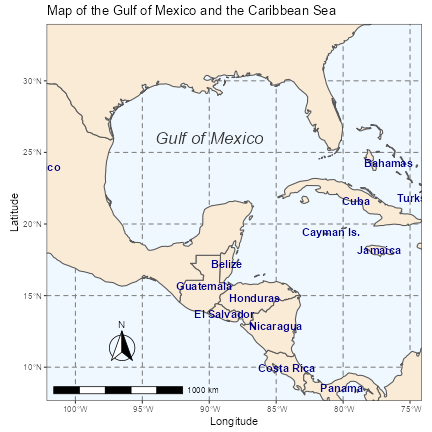 Map of the Gulf of Mexico and the Caribbean Sea
30°N
Gulf of Mexico
25°N
Bahamas
co
Cuba
Turks
20°N
Cayman Is.
Jamaica
Belize
15°N
Guatemala
Honduras
El Salvador
Nicaragua
N
10°N
Costa Rica
Panama
1000 km
100°W
95°W
90°W
85°W
80°W
75°W
Longitude
Latitude